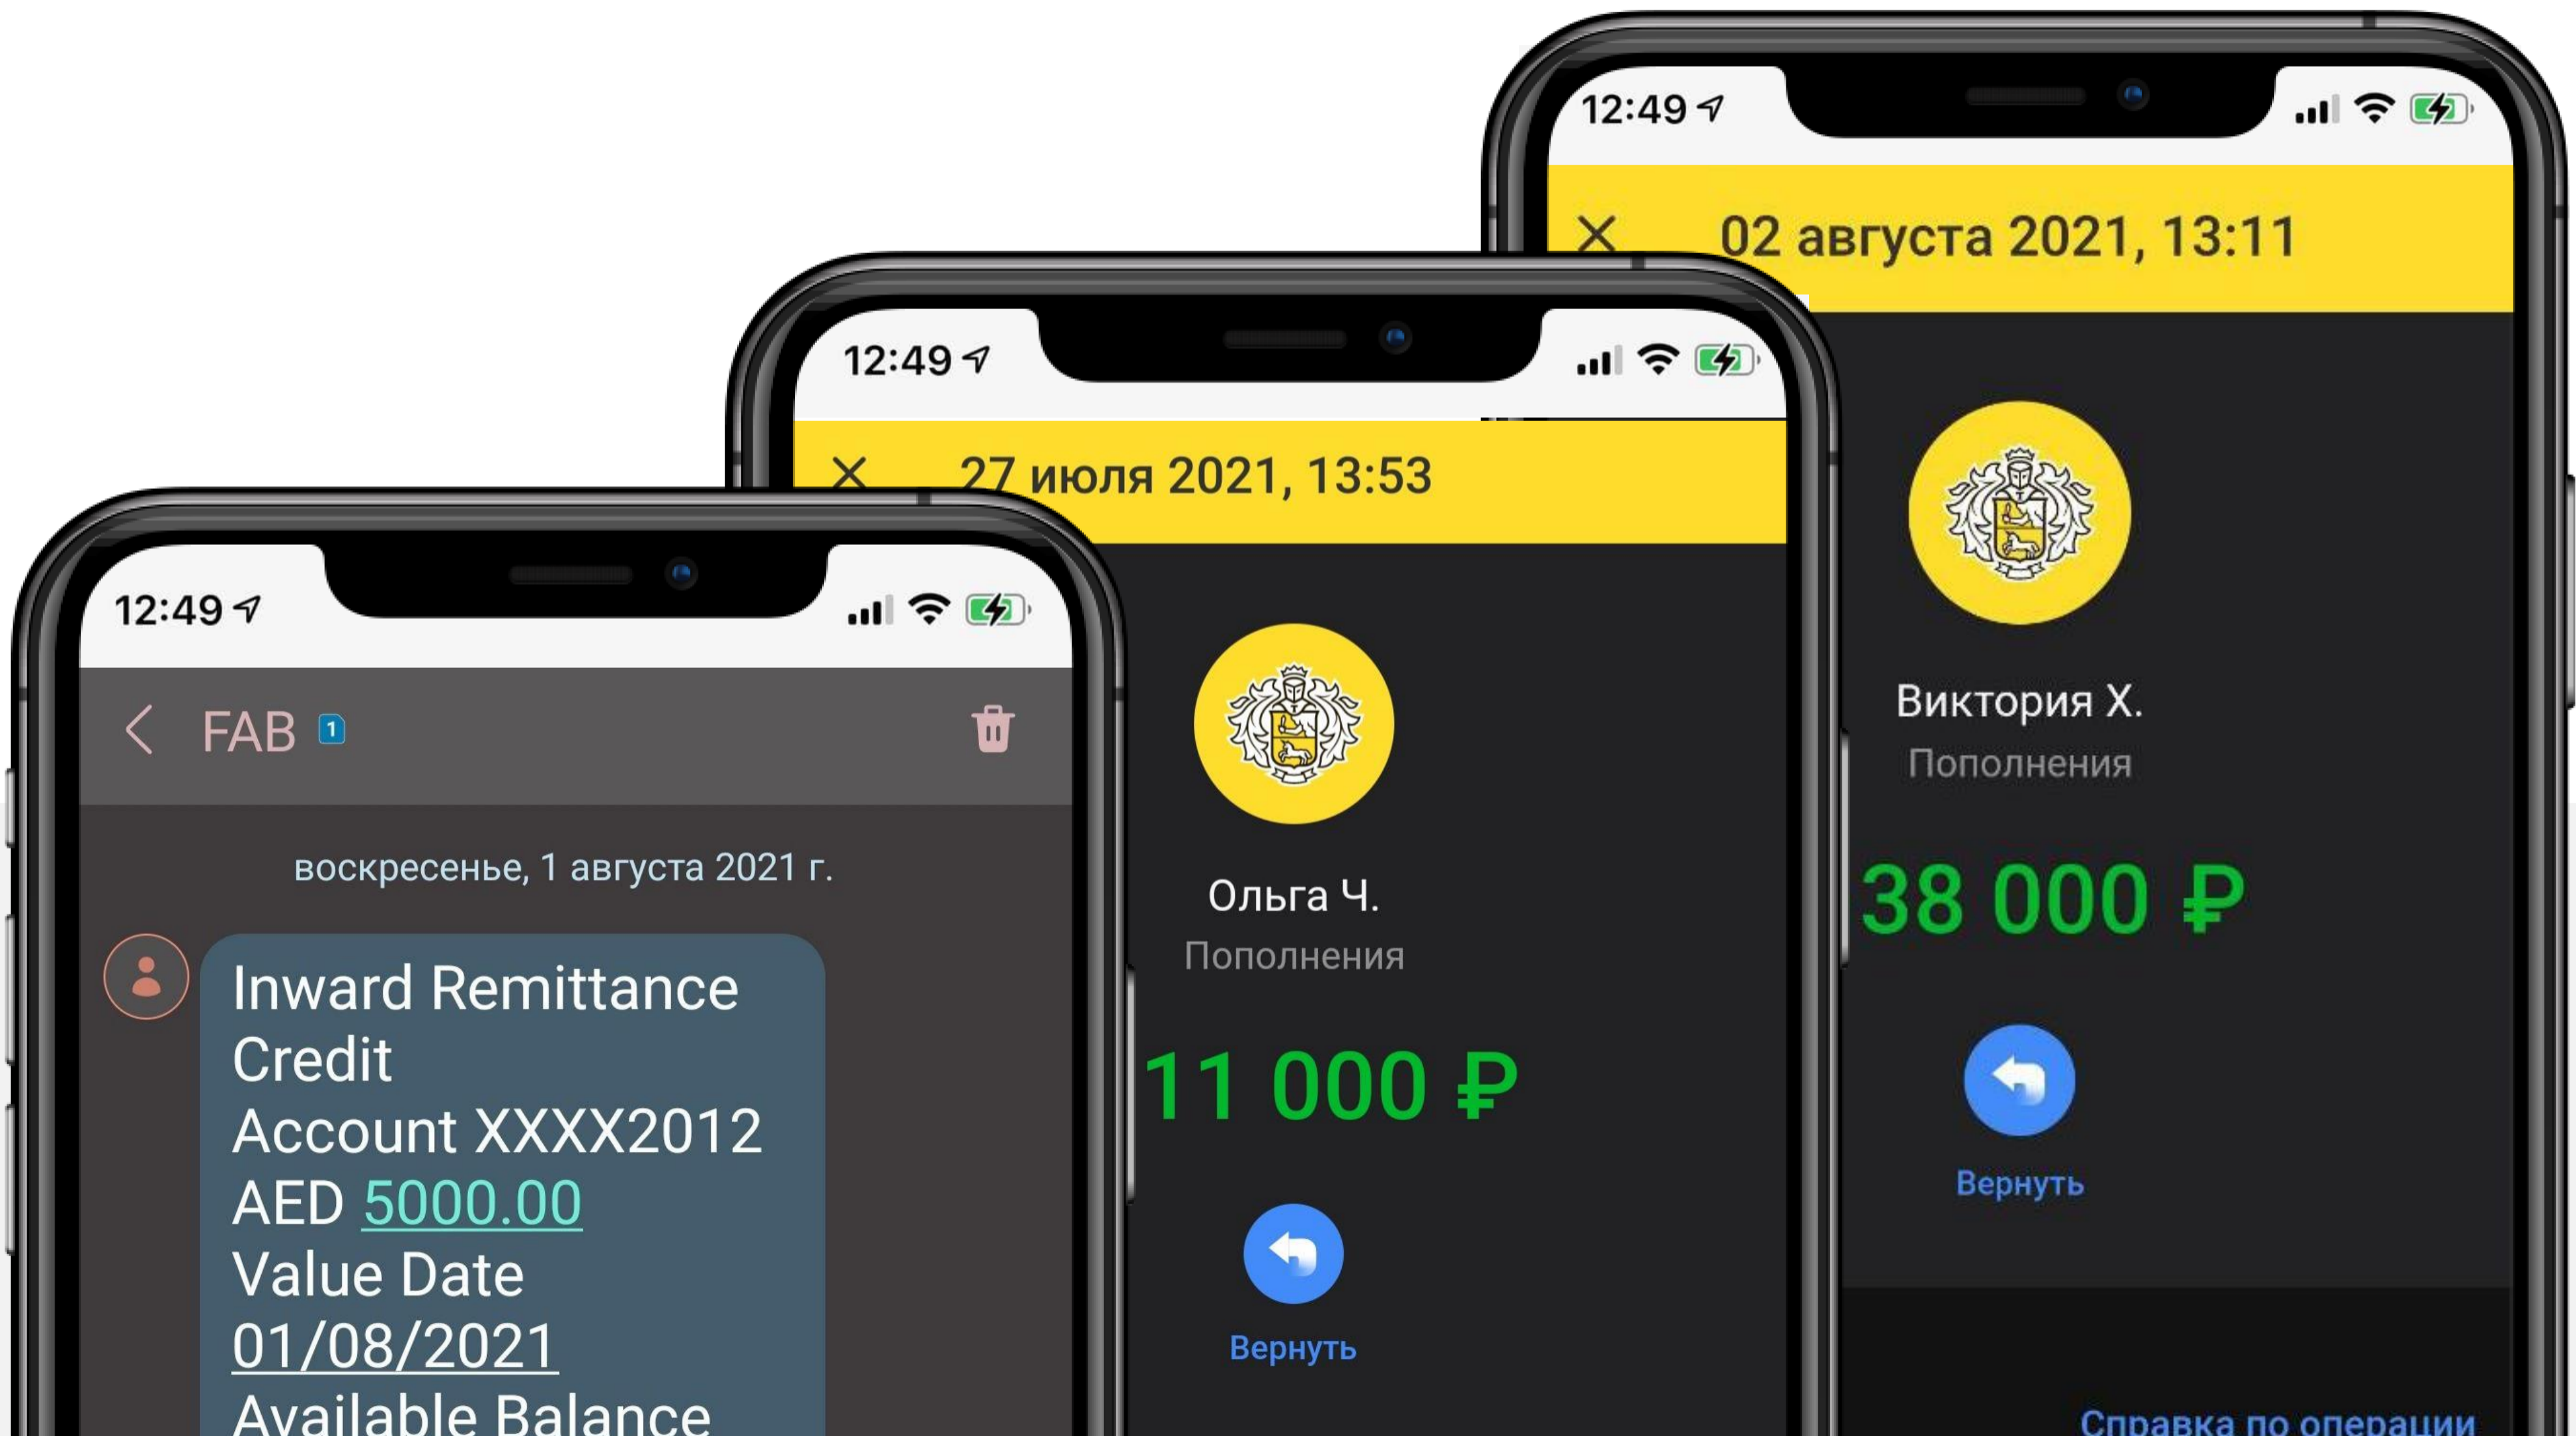 12:49
02 августа 2021, 13:11
Виктория Х.
Пополнения
38 000 ₽
Вернуть
Справка по операции
12:49
27 июля 2021, 13:53
Ольга Ч.
Пополнения
11 000 ₽
Вернуть
12:49
FAB 1
воскресенье, 1 августа 2021 г.
Inward Remittance
Credit
Account XXXX2012
AED 5000.00
Value Date
01/08/2021
Available Balance